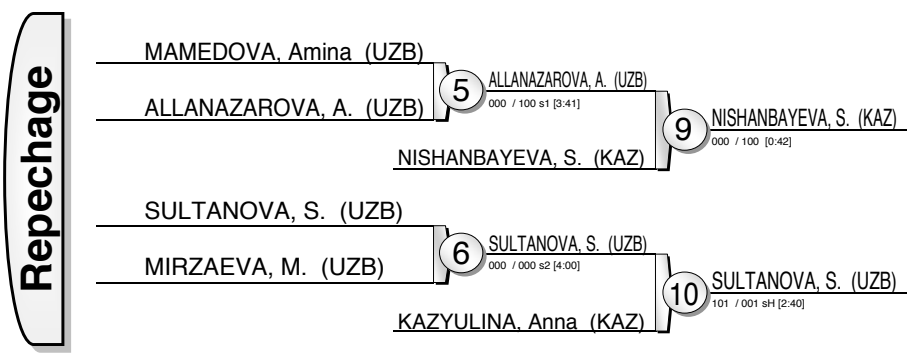 Repechage
MAMEDOVA, Amina (UZB)
ALLANAZAROVA, A. (UZB)
5
ALLANAZAROVA, A. (UZB)
000 / 100 s1 [3:41]
NISHANBAYEVA, S. (KAZ)
9
NISHANBAYEVA, S. (KAZ)
000 / 100 [0:42]
SULTANOVA, S. (UZB)
MIRZAEVA, M. (UZB)
6
SULTANOVA, S. (UZB)
000 / 000 s2 [4:00]
KAZYULINA, Anna (KAZ)
10
SULTANOVA, S. (UZB)
101 / 001 sH [2:40]